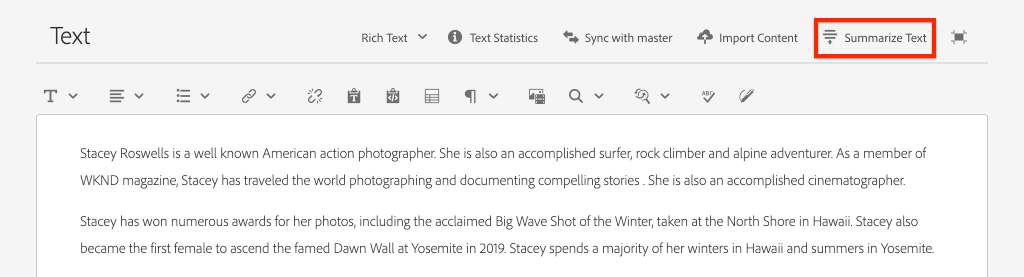 Text
Rich Text
Text Statistics
Sync with master
Import Content
Summarize Text
T
ABC
Stacey Roswells is a well known American action photographer. She is also an accomplished surfer, rock climber and alpine adventurer. As a member of
WKND magazine, Stacey has traveled the world photographing and documenting compelling stories . She is also an accomplished cinematographer.
Stacey has won numerous awards for her photos, including the acclaimed Big Wave Shot of the Winter, taken at the North Shore in Hawaii. Stacey also
became the first female to ascend the famed Dawn Wall at Yosemite in 2019. Stacey spends a majority of her winters in Hawaii and summers in Yosemite.